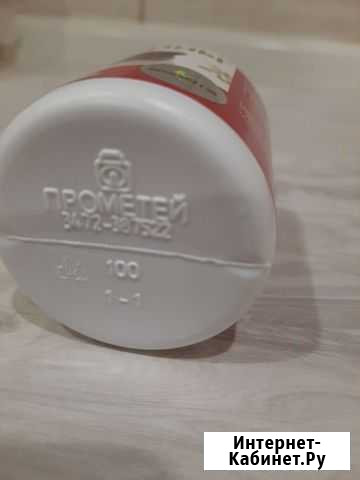 ПРОМЕТЕЙ
3472-387522
100
1-1
Интернет-
Кабинет.Ру